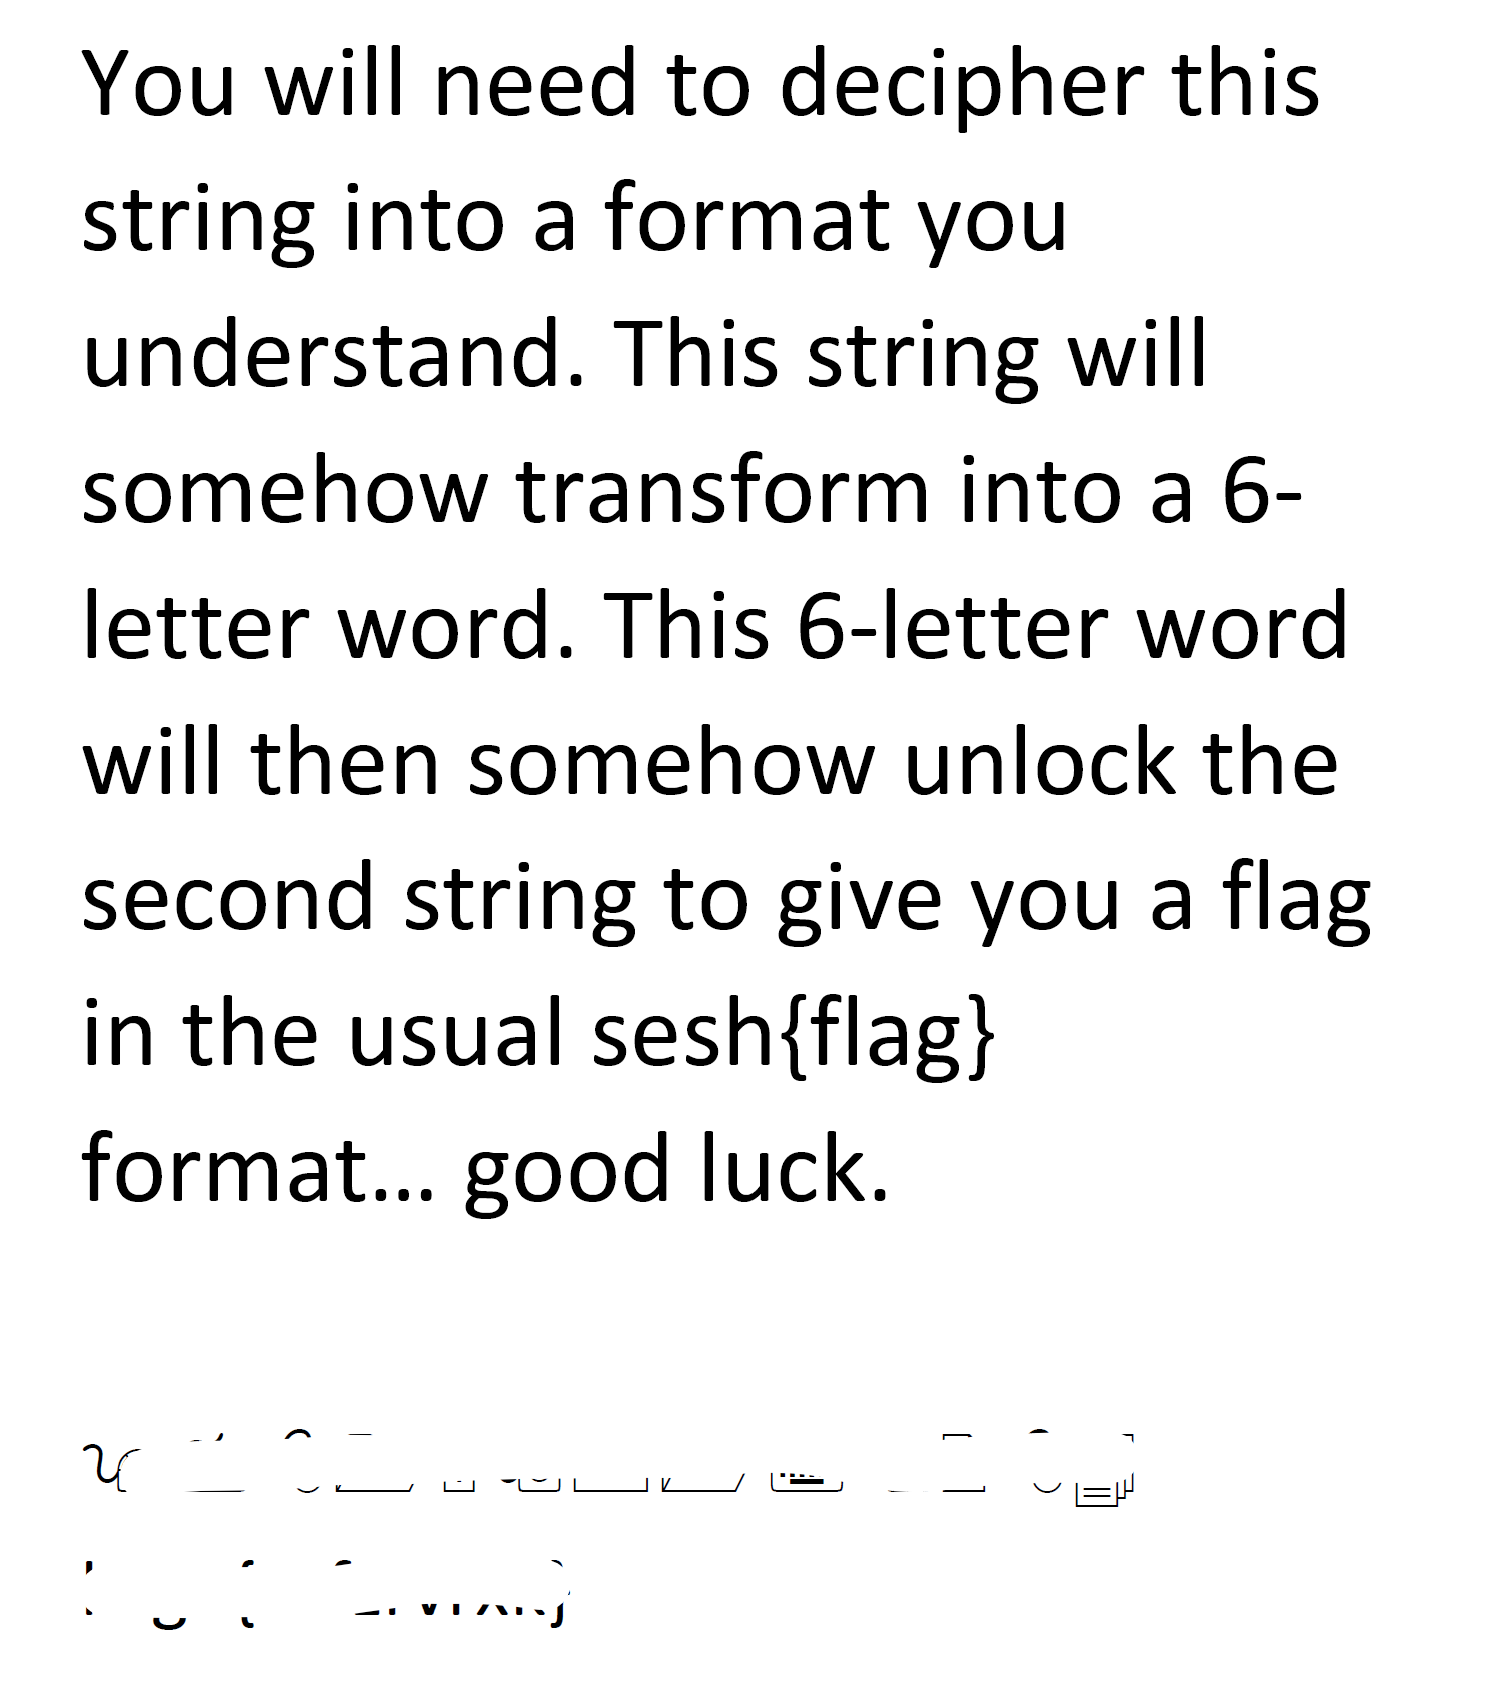 You will need to decipher this
string into a format you
understand. This string will
somehow transform into a 6-
letter word. This 6-letter word
will then somehow unlock the
second string to give you a flag
in the usual sesh{flag}
format... good luck.